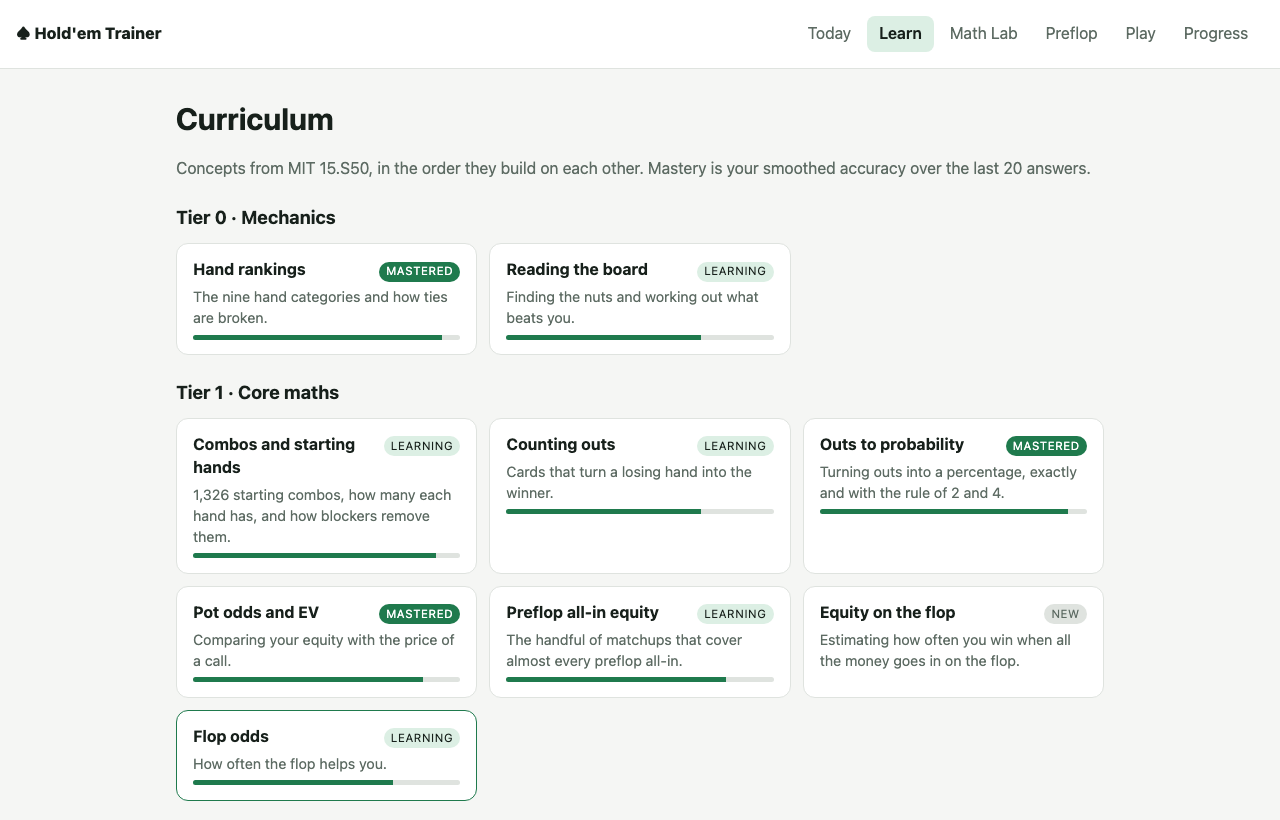 ♠ Hold'em Trainer
Today Learn Math Lab Preflop Play Progress
Curriculum
Concepts from MIT 15.S50, in the order they build on each other. Mastery is your smoothed accuracy over the last 20 answers.
Tier 0 · Mechanics
Hand rankings
MASTERED
The nine hand categories and how ties
are broken.
Reading the board
LEARNING
Finding the nuts and working out what
beats you.
Tier 1 · Core maths
Combos and starting
hands
LEARNING
1,326 starting combos, how many each
hand has, and how blockers remove
them.
Counting outs
LEARNING
Cards that turn a losing hand into the
winner.
Outs to probability
MASTERED
Turning outs into a percentage, exactly
and with the rule of 2 and 4.
Pot odds and EV
MASTERED
Comparing your equity with the price of
a call.
Preflop all-in equity
LEARNING
The handful of matchups that cover
almost every preflop all-in.
Equity on the flop
NEW
Estimating how often you win when all
the money goes in on the flop.
Flop odds
LEARNING
How often the flop helps you.